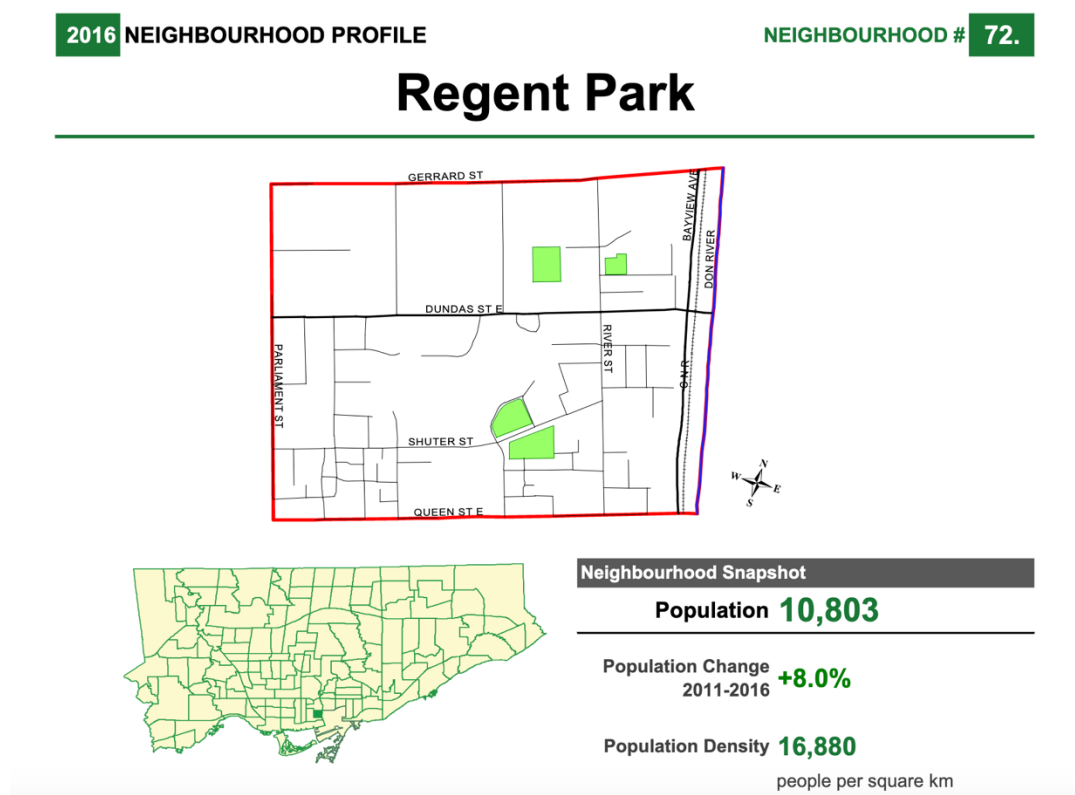 2016 NEIGHBOURHOOD PROFILE
NEIGHBOURHOOD # 72.
Regent Park
GERRARD ST
BAYVIEW AVE
DON RIVER
DUNDAS ST E
PARLIAMENT ST
RIVER ST
C N R
SHUTER ST
QUEEN ST E
N
W
E
S
Neighbourhood Snapshot
Population 10,803
Population Change
2011-2016
+8.0%
Population Density 16,880
people per square km